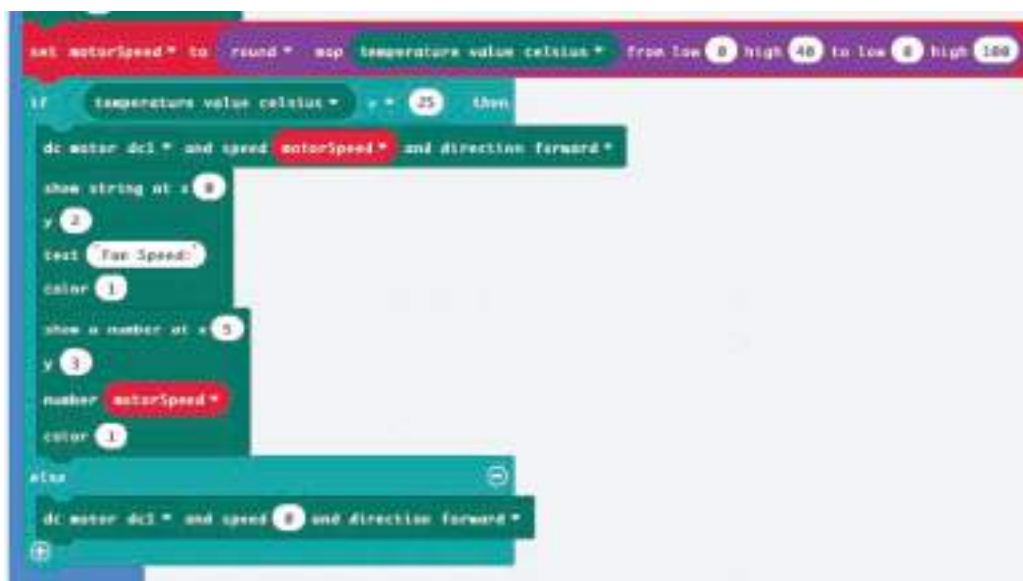 set motorSpeed to round map temperature value celsius from low 0 high 40 to low 0 high 100
if temperature value celsius > 25 then
dc motor dc1 and speed motorSpeed and direction forward
show string at x 0
y 2
text "Fan Speed:"
color 1
show a number at x 5
y 3
number motorSpeed
color 1
else
dc motor dc1 and speed 0 and direction forward